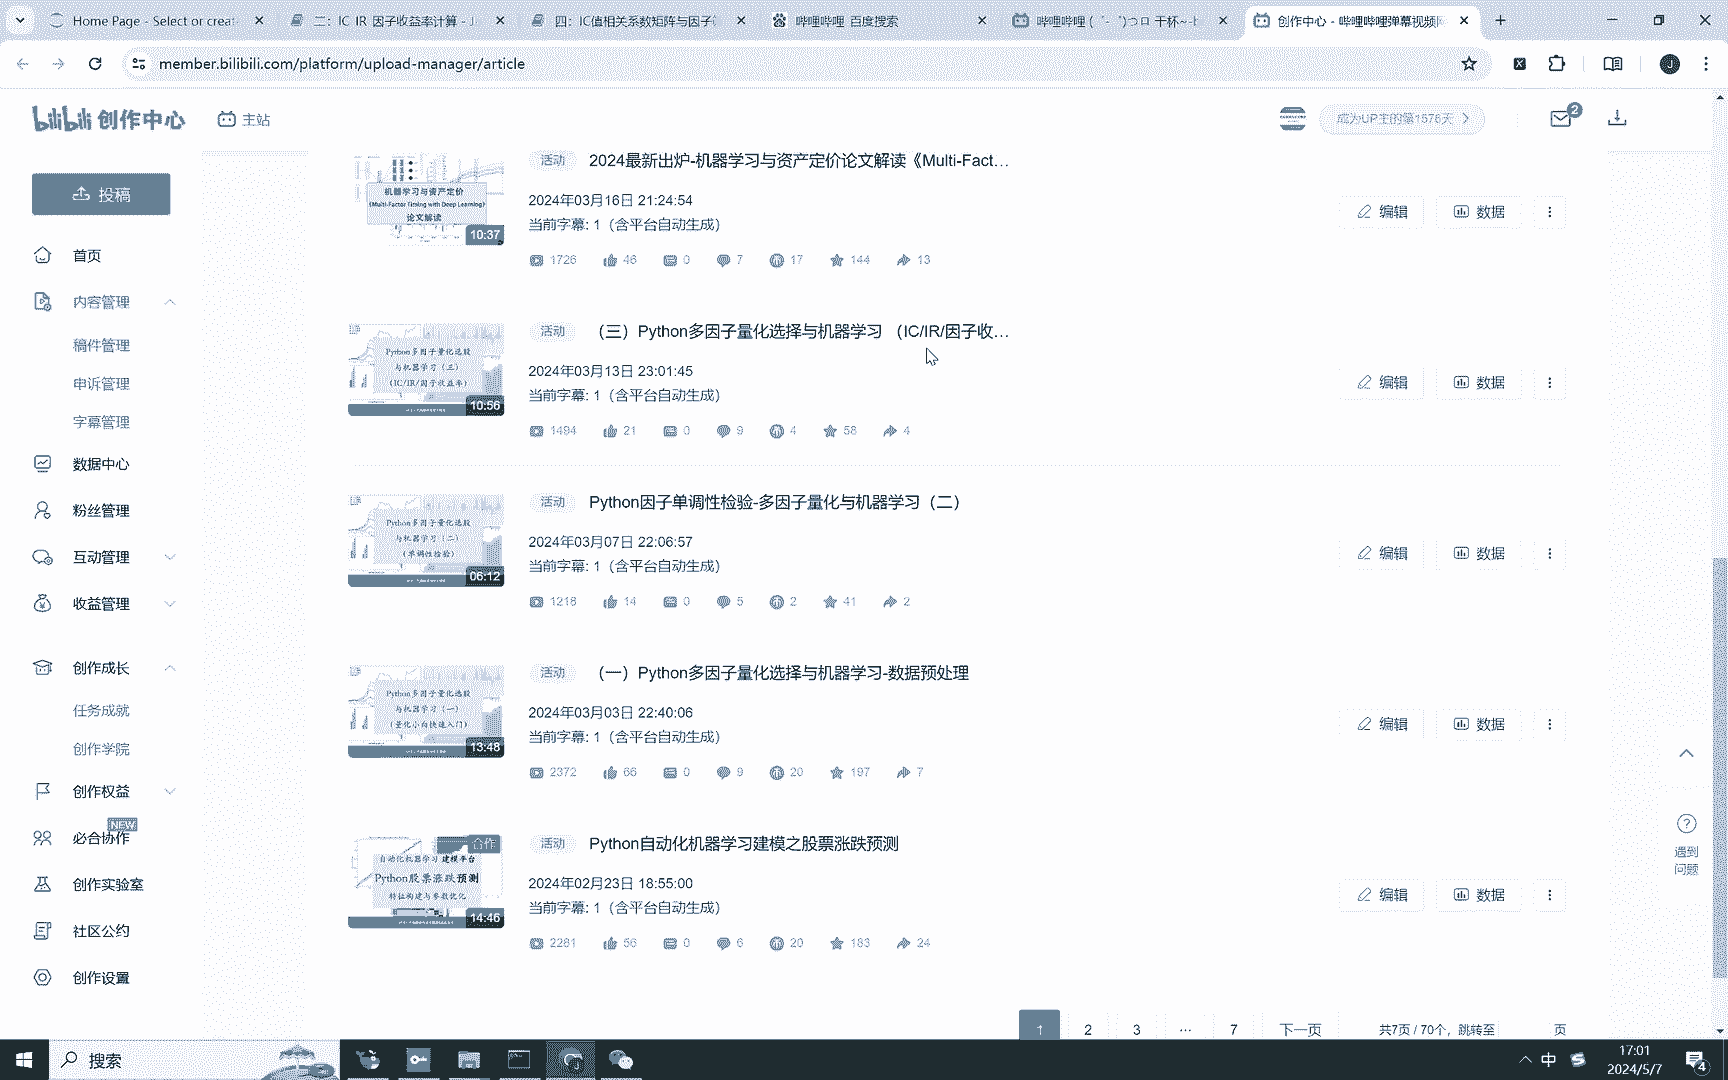 Home Page - Select or creat
二：IC IR 因子收益率计算 - J
四：IC值相关系数矩阵与因子
哔哩哔哩 百度搜索
哔哩哔哩 (゜-゜)つロ 干杯~-b
创作中心 - 哔哩哔哩弹幕视频网
member.bilibili.com/platform/upload-manager/article
bilibili 创作中心
主站
成为UP主的第1576天
2
投稿
首页
内容管理
稿件管理
申诉管理
字幕管理
数据中心
粉丝管理
互动管理
收益管理
创作成长
任务成就
创作学院
创作权益
NEW
必合协作
创作实验室
社区公约
创作设置
机器学习与资产定价
《Multi-Factor Timing with Deep Learning》
论文解读
10:37
活动 2024最新出炉-机器学习与资产定价论文解读《Multi-Fact...
2024年03月16日 21:24:54
当前字幕: 1（含平台自动生成）
1726 46 0 7 17 144 13
编辑 数据
Python多因子量化选股
与机器学习（三）
（IC/IR/因子收益率）
10:56
活动 （三）Python多因子量化选择与机器学习 （IC/IR/因子收...
2024年03月13日 23:01:45
当前字幕: 1（含平台自动生成）
1494 21 0 9 4 58 4
编辑 数据
Python多因子量化选股
与机器学习（二）
（单调性检验）
06:12
活动 Python因子单调性检验-多因子量化与机器学习（二）
2024年03月07日 22:06:57
当前字幕: 1（含平台自动生成）
1216 14 0 5 2 41 2
编辑 数据
Python多因子量化选股
与机器学习（一）
（量化小白快速入门）
13:48
活动 （一）Python多因子量化选择与机器学习-数据预处理
2024年03月03日 22:40:06
当前字幕: 1（含平台自动生成）
2372 66 0 9 20 197 7
编辑 数据
合作
自动化机器学习 建模平台
Python股票涨跌预测
特征构建与参数优化
14:46
活动 Python自动化机器学习建模之股票涨跌预测
2024年02月23日 18:55:00
当前字幕: 1（含平台自动生成）
2281 56 0 6 20 183 24
编辑 数据
遇到
问题
1 2 3 ... 7 下一页 共7页 / 70个，跳转至 页
搜索
中
17:01
2024/5/7
4